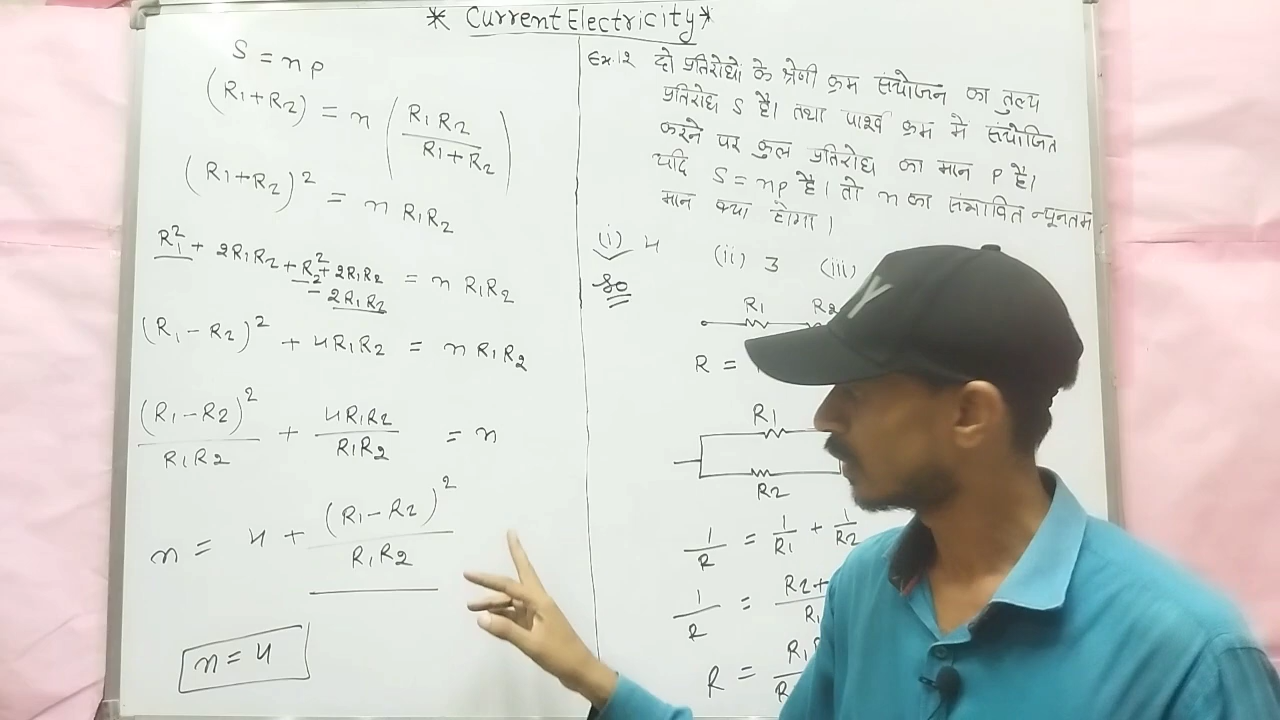 * Current Electricity *
S = np
(R₁+R₂) = n (R₁R₂/R₁+R₂)
(R₁+R₂)² = n R₁R₂
R₁² + 2R₁R₂ + R₂² + 2R₁R₂ - 2R₁R₂ = n R₁R₂
(R₁-R₂)² + 4R₁R₂ = n R₁R₂
(R₁-R₂)²/R₁R₂ + 4R₁R₂/R₁R₂ = n
n = 4 + (R₁-R₂)²/R₁R₂
n = 4
Ex.12 दो प्रतिरोधों के श्रेणी क्रम संयोजन का तुल्य
प्रतिरोध S है। तथा पार्श्व क्रम में संयोजित
करने पर कुल प्रतिरोध का मान P है।
यदि S = np है। तो n का संभावित न्यूनतम
मान क्या होगा।
(i) 4 (ii) 3 (iii)
So
R₁ R₂
R =
R₁
R₂
1/R = 1/R₁ + 1/R₂
1/R = R₂+
R =